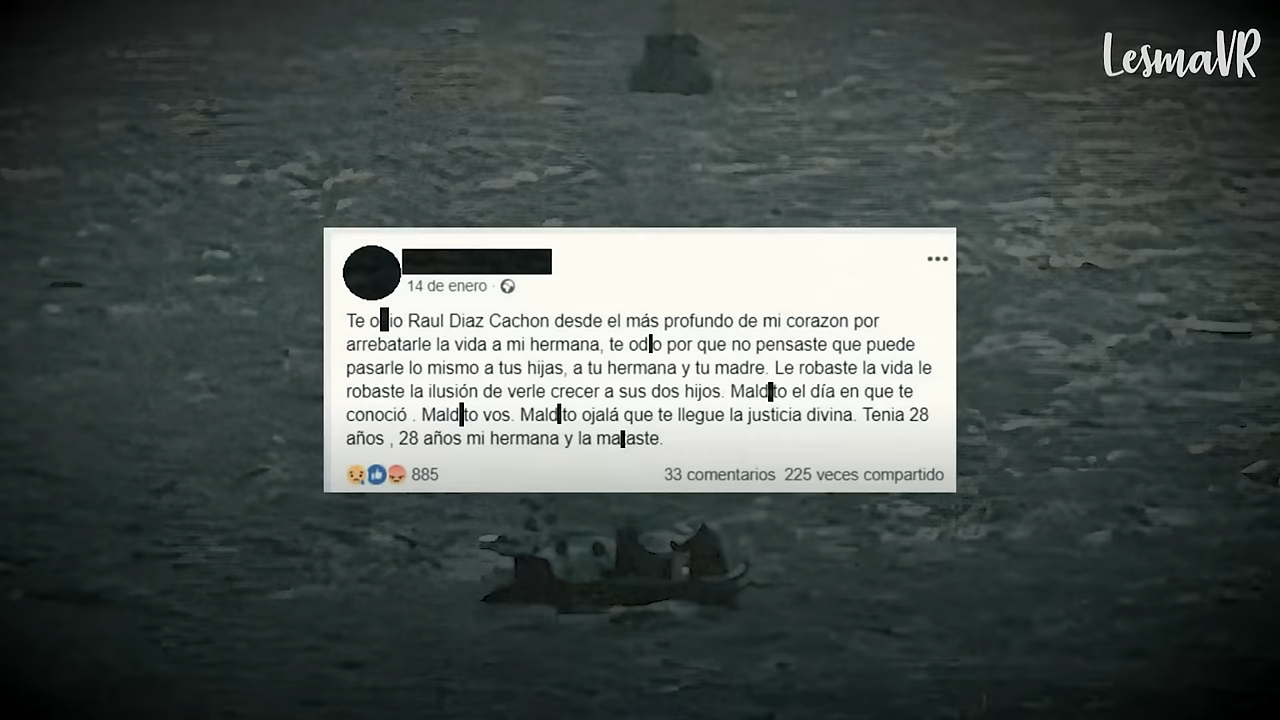 LesmaVR
14 de enero ·
Te o io Raul Diaz Cachon desde el más profundo de mi corazon por
arrebatarle la vida a mi hermana, te od o por que no pensaste que puede
pasarle lo mismo a tus hijas, a tu hermana y tu madre. Le robaste la vida le
robaste la ilusión de verle crecer a sus dos hijos. Mald to el día en que te
conoció . Mald to vos. Mald to ojalá que te llegue la justicia divina. Tenia 28
años , 28 años mi hermana y la ma aste.
885 33 comentarios 225 veces compartido